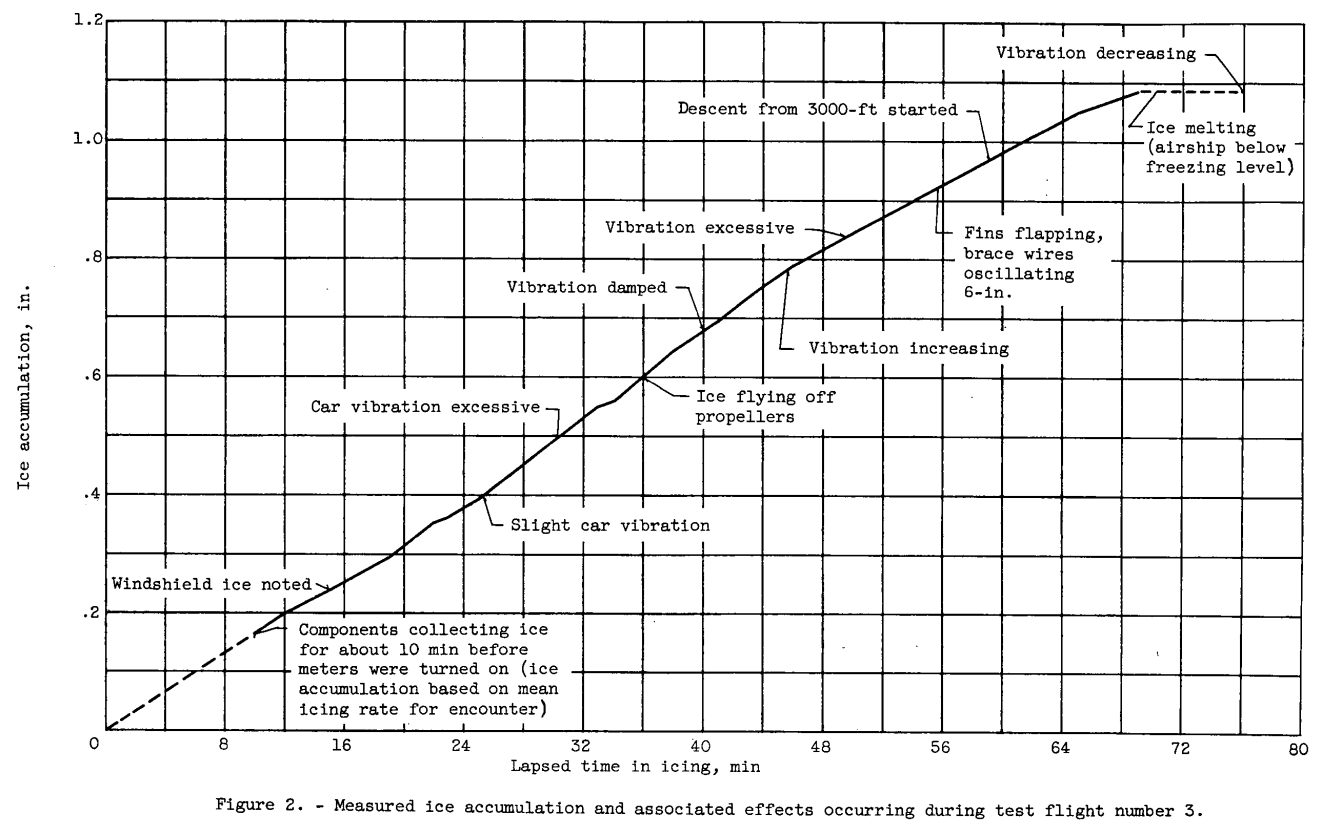 1.2
Vibration decreasing
Descent from 3000-ft started
1.0
Ice melting
(airship below
freezing level)
Vibration excessive
Fins flapping,
brace wires
oscillating
6-in.
.8
Vibration damped
Vibration increasing
Ice accumulation, in.
.6
Ice flying off
propellers
Car vibration excessive
.4
Slight car vibration
Windshield ice noted
.2
Components collecting ice
for about 10 min before
meters were turned on (ice
accumulation based on mean
icing rate for encounter)
0 8 16 24 32 40 48 56 64 72 80
Lapsed time in icing, min
Figure 2. - Measured ice accumulation and associated effects occurring during test flight number 3.